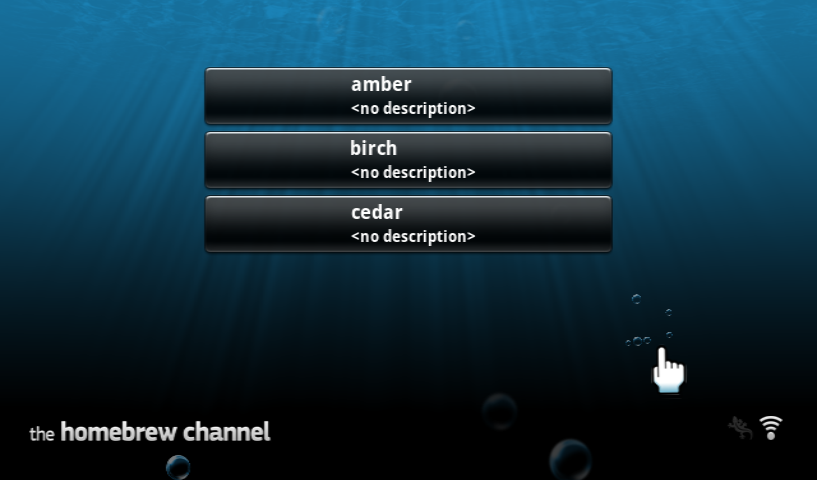 amber
<no description>
birch
<no description>
cedar
<no description>
the homebrew channel